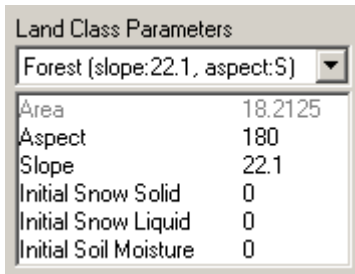 Land Class Parameters
Forest (slope:22.1, aspect:S)
Area 18.2125
Aspect 180
Slope 22.1
Initial Snow Solid 0
Initial Snow Liquid 0
Initial Soil Moisture 0